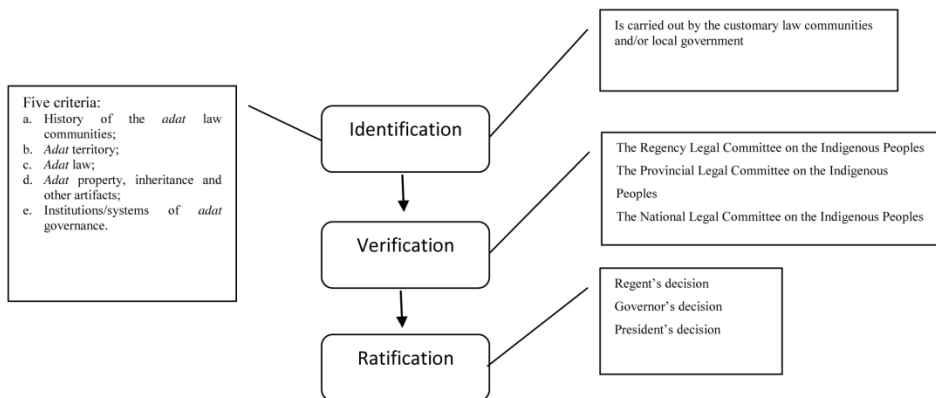 Is carried out by the customary law communities
and/or local government
Five criteria:
a. History of the adat law
communities;
b. Adat territory;
c. Adat law;
d. Adat property, inheritance and
other artifacts;
e. Institutions/systems of adat
governance.
Identification
Verification
The Regency Legal Committee on the Indigenous Peoples
The Provincial Legal Committee on the Indigenous
Peoples
The National Legal Committee on the Indigenous Peoples
Ratification
Regent’s decision
Governor’s decision
President’s decision